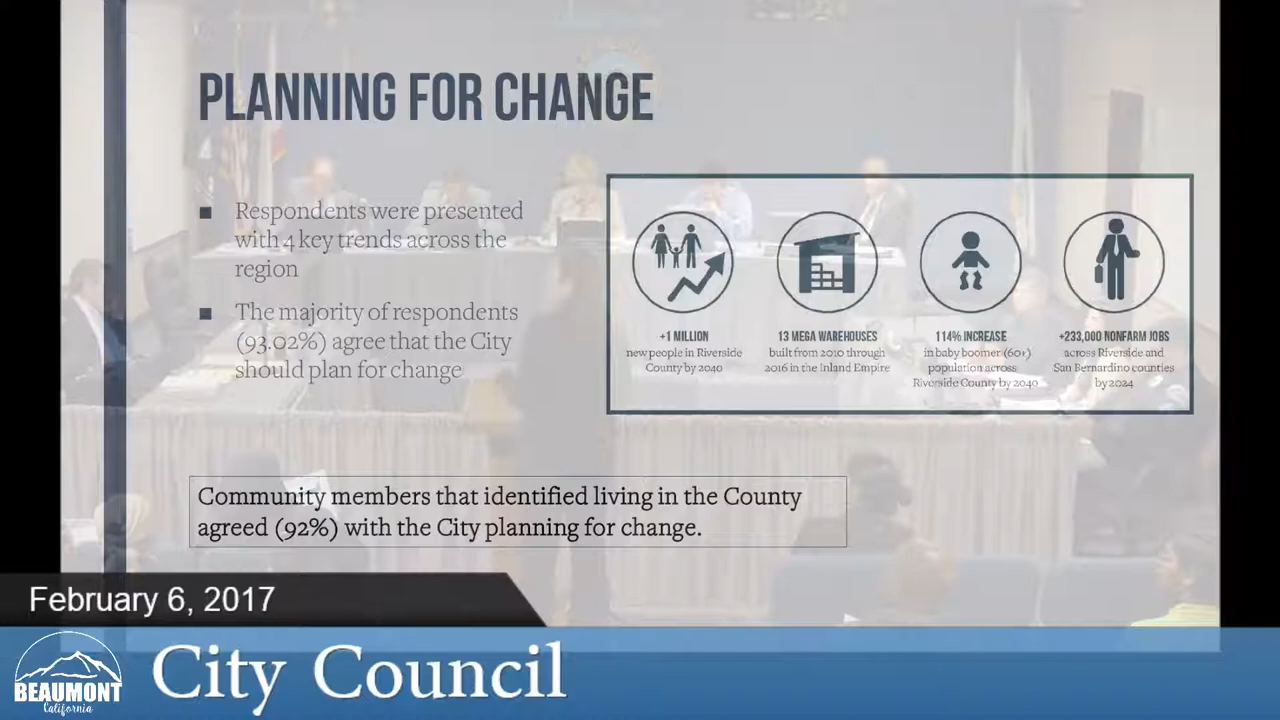 PLANNING FOR CHANGE
■ Respondents were presented
with 4 key trends across the
region
■ The majority of respondents
(93.02%) agree that the City
should plan for change
+1 MILLION
new people in Riverside
County by 2040
13 MEGA WAREHOUSES
built from 2010 through
2016 in the Inland Empire
114% INCREASE
in baby boomer (60+)
population across
Riverside County by 2040
+233,000 NONFARM JOBS
across Riverside and
San Bernardino counties
by 2024
Community members that identified living in the County
agreed (92%) with the City planning for change.
February 6, 2017
BEAUMONT
California
City Council